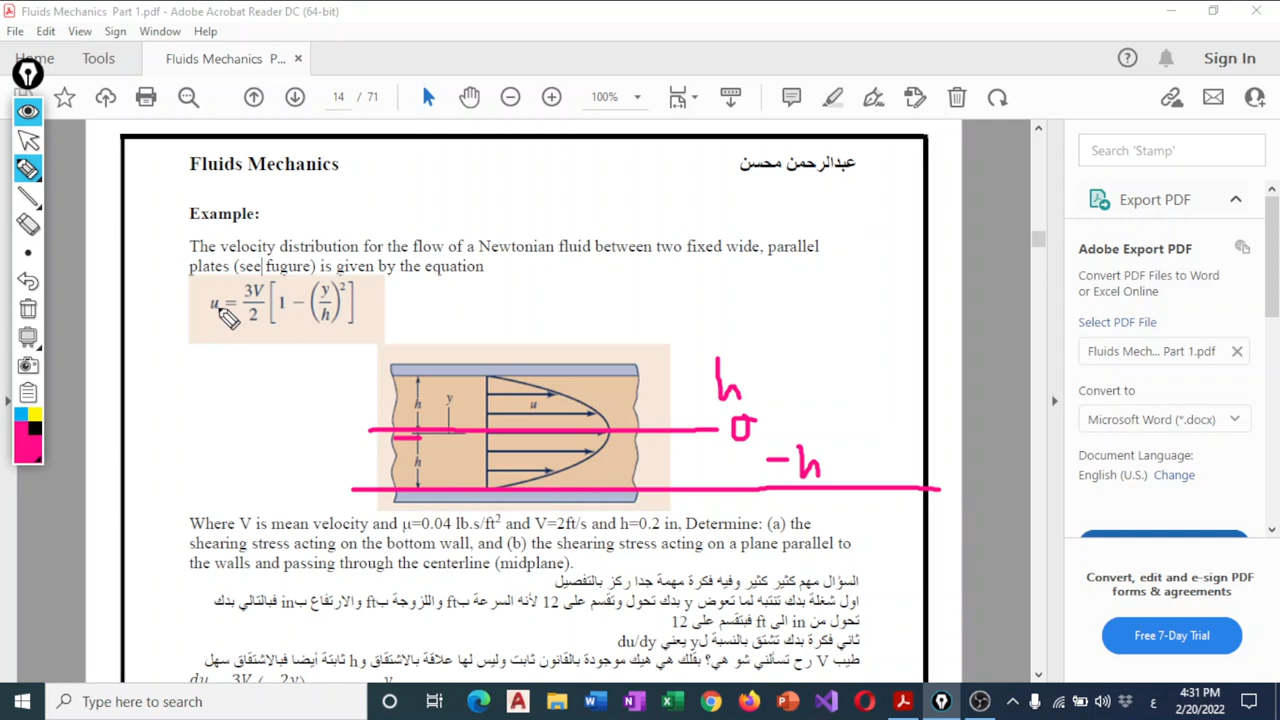 Fluids Mechanics Part 1.pdf - Adobe Acrobat Reader DC (64-bit)
File Edit View Sign Window Help
Home Tools Fluids Mechanics P... ×
Sign In
14 / 71 100%
Search 'Stamp'
Export PDF
Adobe Export PDF
Convert PDF Files to Word
or Excel Online
Select PDF File
Fluids Mech... Part 1.pdf
Convert to
Microsoft Word (*.docx)
Document Language:
English (U.S.) Change
Convert, edit and e-sign PDF
forms & agreements
Free 7-Day Trial
Fluids Mechanics عبدالرحمن محسن
Example:
The velocity distribution for the flow of a Newtonian fluid between two fixed wide, parallel
plates (see fugure) is given by the equation
u = 3V/2 [1 − (y/h)²]
h
h y u
0
h
-h
Where V is mean velocity and μ=0.04 lb.s/ft² and V=2ft/s and h=0.2 in, Determine: (a) the
shearing stress acting on the bottom wall, and (b) the shearing stress acting on a plane parallel to
the walls and passing through the centerline (midplane).
السؤال مهم كثير كثير وفيه فكرة مهمة جدا ركز بالتفصيل
اول شغلة بدك تنتبه لما تعوض y بدك تحول وتقسم على 12 لأنه السرعة بft واللزوجة بft والارتفاع بin فبالتالي بدك
تحول من in الى ft فبتقسم على 12
ثاني فكرة بدك تشتق بالنسبة لy يعني du/dy
طيب V رح تسألني شو هي؟ بقلك هي هيك موجودة بالقانون ثابت وليس لها علاقة بالاشتقاق وh ثابتة أيضا فبالاشتقاق سهل
du 3V ( 2y) y
Type here to search
4:31 PM
2/20/2022
ع